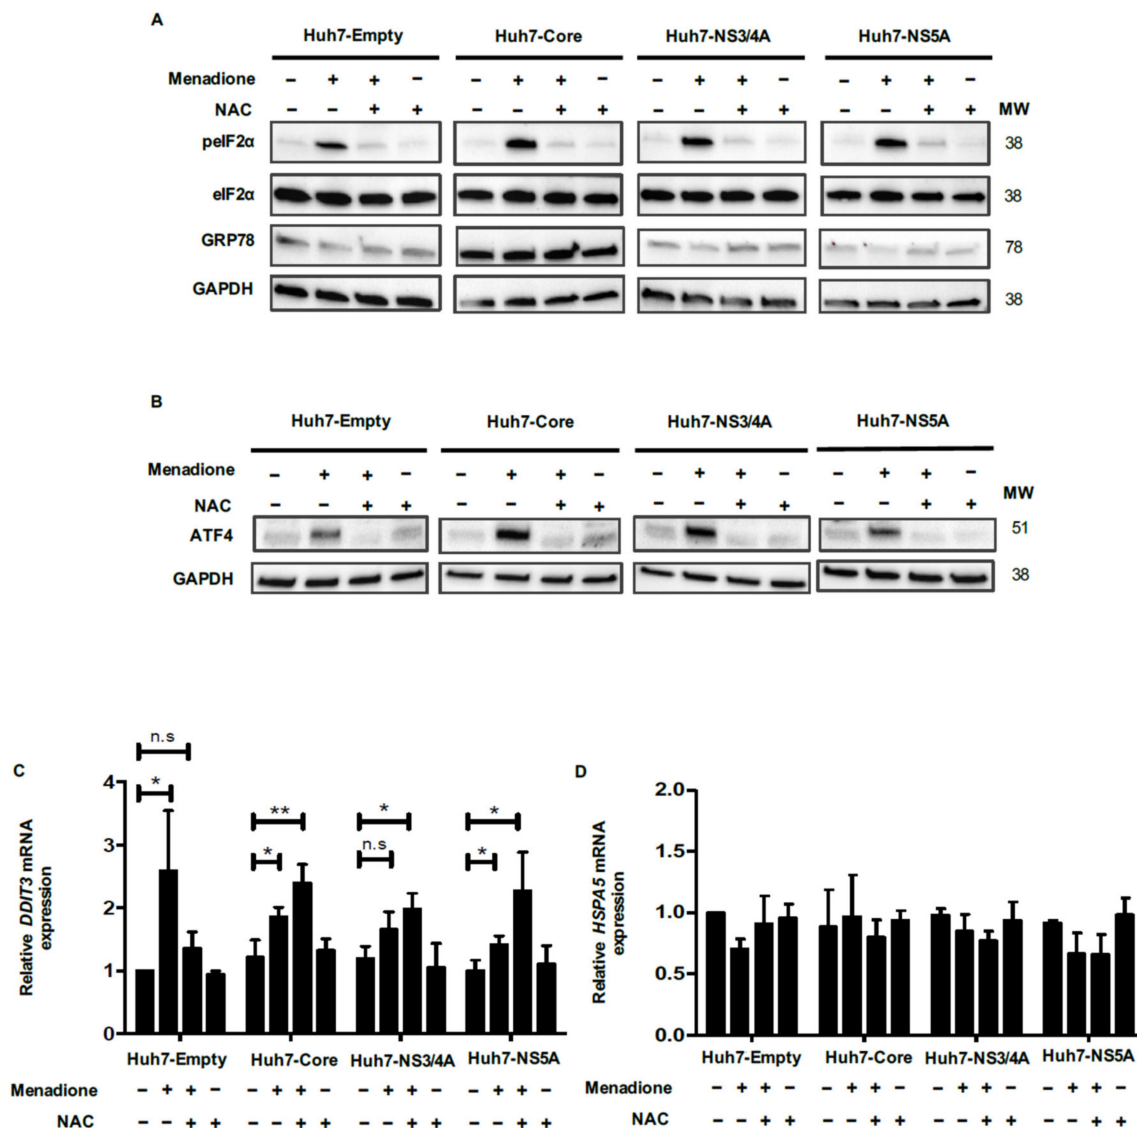 A
Huh7-Empty Huh7-Core Huh7-NS3/4A Huh7-NS5A
Menadione – + + – – + + – – + + – – + + –
NAC – – + + – – + + – – + + – – + + MW
peIF2α 38
eIF2α 38
GRP78 78
GAPDH 38
B
Huh7-Empty Huh7-Core Huh7-NS3/4A Huh7-NS5A
Menadione – + + – – + + – – + + – – + + –
NAC – – + + – – + + – – + + – – + + MW
ATF4 51
GAPDH 38
C
Relative DDIT3 mRNA
expression
4
3
2
1
0
n.s
*
**
*
*
n.s
*
*
Huh7-Empty Huh7-Core Huh7-NS3/4A Huh7-NS5A
Menadione – + + – – + + – – + + – – + + –
NAC – – + + – – + + – – + + – – + +
D
Relative HSPA5 mRNA
expression
2.0
1.5
1.0
0.5
0.0
Huh7-Empty Huh7-Core Huh7-NS3/4A Huh7-NS5A
Menadione – + + – – + + – – + + – – + + –
NAC – – + + – – + + – – + + – – + +